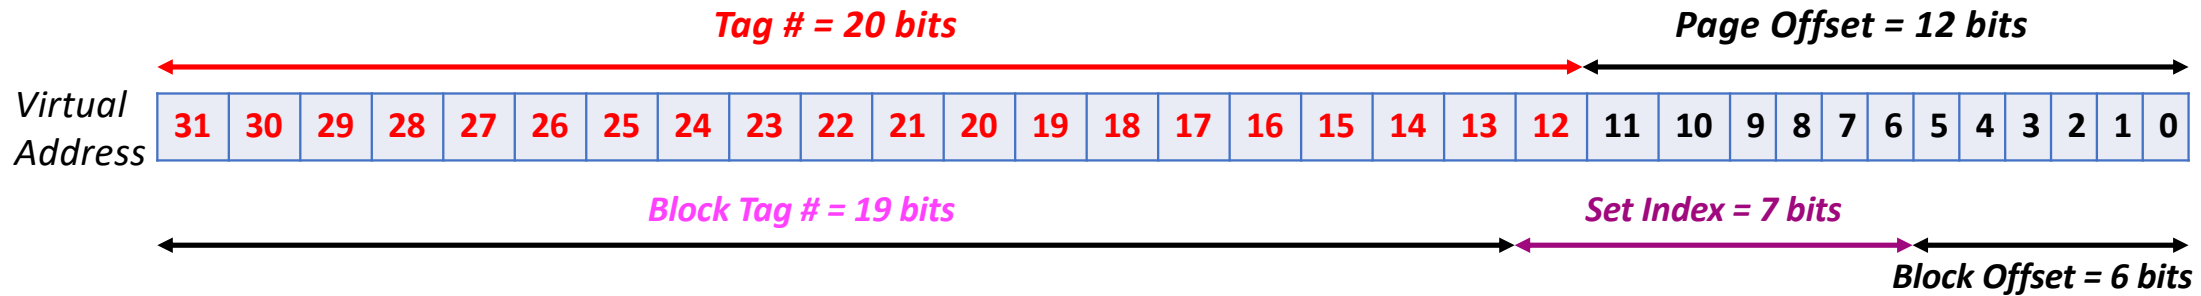 Tag # = 20 bits Page Offset = 12 bits
Virtual Address 31 30 29 28 27 26 25 24 23 22 21 20 19 18 17 16 15 14 13 12 11 10 9 8 7 6 5 4 3 2 1 0
Block Tag # = 19 bits Set Index = 7 bits
Block Offset = 6 bits